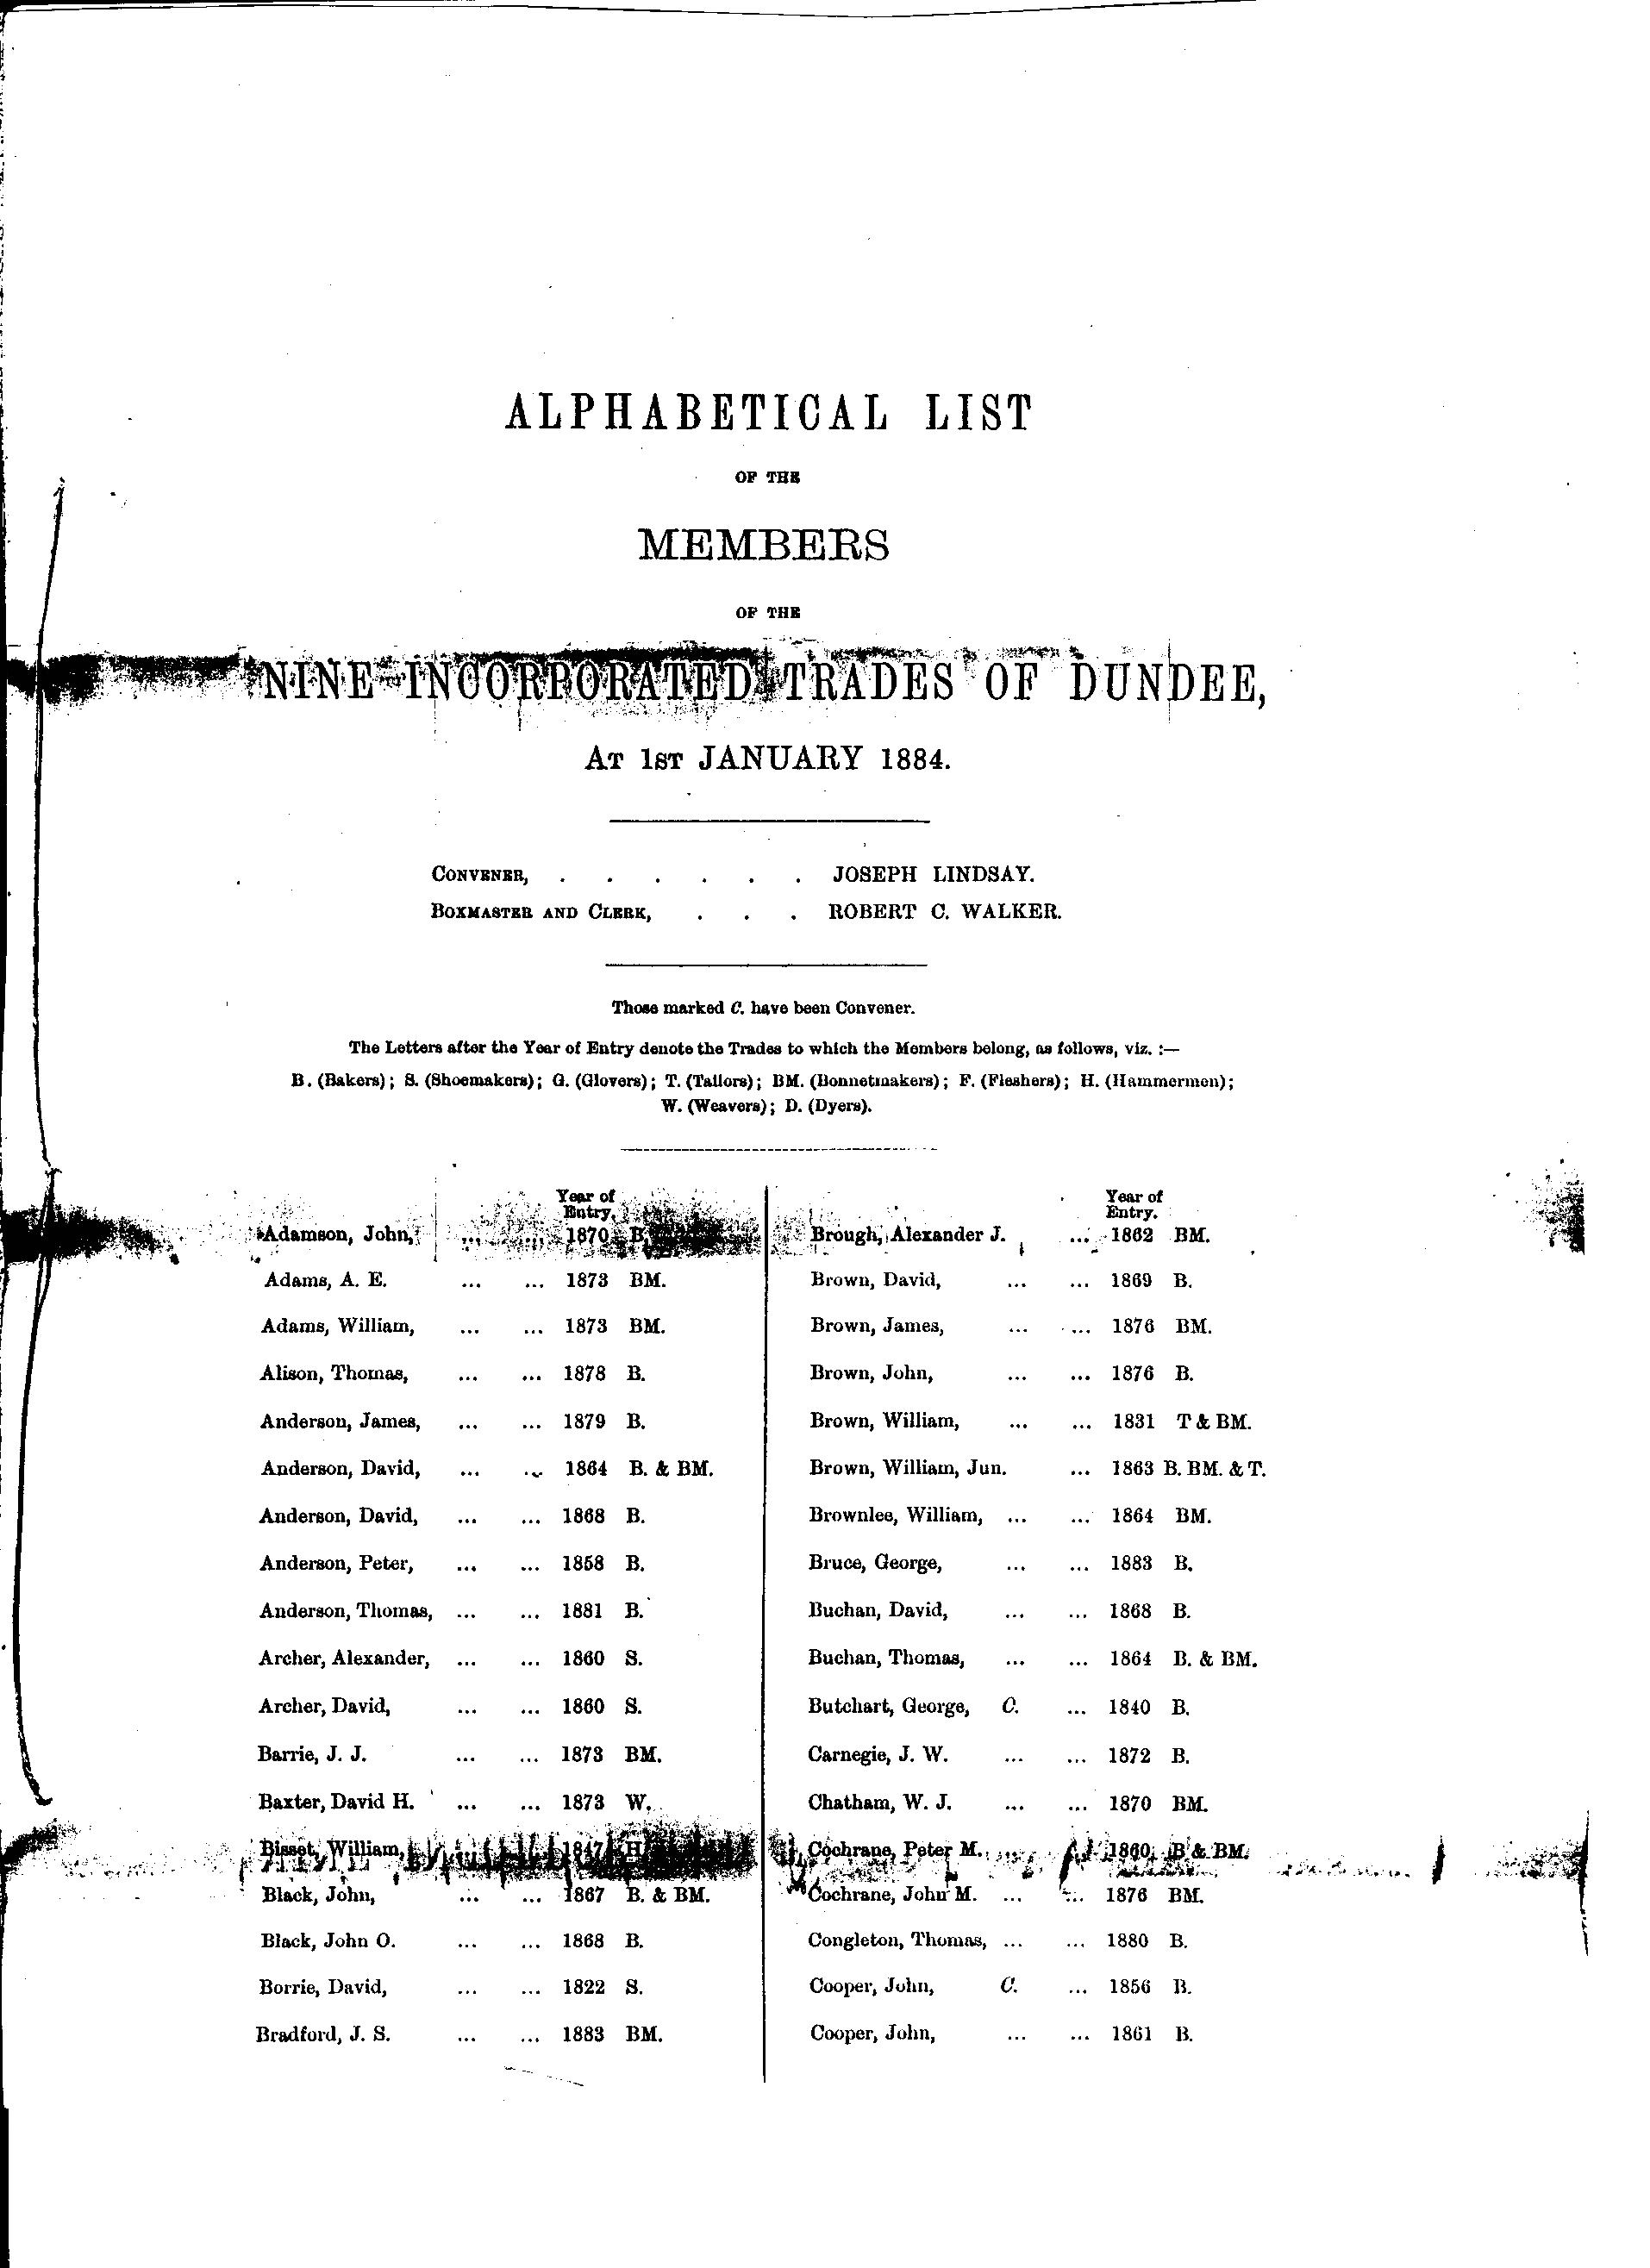 ALPHABETICAL LIST
OF THE
MEMBERS
OF THE
NINE INCORPORATED TRADES OF DUNDEE,
AT 1ST JANUARY 1884.
CONVENER, . . . . . . JOSEPH LINDSAY.
BOXMASTER AND CLERK, . . . ROBERT C. WALKER.
Those marked C. have been Convener.
The Letters after the Year of Entry denote the Trades to which the Members belong, as follows, viz. :—
B. (Bakers); S. (Shoemakers); G. (Glovers); T. (Tailors); BM. (Bonnetmakers); F. (Fleshers); H. (Hammermen);
W. (Weavers); D. (Dyers).
Year of
Entry.
Adamson, John, ... ... 1870 B.
Adams, A. E. ... ... 1873 BM.
Adams, William, ... ... 1873 BM.
Alison, Thomas, ... ... 1878 B.
Anderson, James, ... ... 1879 B.
Anderson, David, ... ... 1864 B. & BM.
Anderson, David, ... ... 1868 B.
Anderson, Peter, ... ... 1858 B.
Anderson, Thomas, ... ... 1881 B.
Archer, Alexander, ... ... 1860 S.
Archer, David, ... ... 1860 S.
Barrie, J. J. ... ... 1873 BM.
Baxter, David H. ... ... 1873 W.
Bisset, William, 1847 H.
Black, John, ... ... 1867 B. & BM.
Black, John O. ... ... 1868 B.
Borrie, David, ... ... 1822 S.
Bradford, J. S. ... ... 1883 BM.
Year of
Entry.
Brough, Alexander J. ... 1862 BM.
Brown, David, ... ... 1869 B.
Brown, James, ... ... 1876 BM.
Brown, John, ... ... 1876 B.
Brown, William, ... ... 1831 T & BM.
Brown, William, Jun. ... 1863 B. BM. & T.
Brownlee, William, ... ... 1864 BM.
Bruce, George, ... ... 1883 B.
Buchan, David, ... ... 1868 B.
Buchan, Thomas, ... ... 1864 B. & BM.
Butchart, George, C. ... 1840 B.
Carnegie, J. W. ... ... 1872 B.
Chatham, W. J. ... ... 1870 BM.
Cochrane, Peter M. ... 1860 B & BM.
Cochrane, John M. ... ... 1876 BM.
Congleton, Thomas, ... ... 1880 B.
Cooper, John, C. ... 1856 B.
Cooper, John, ... ... 1861 B.